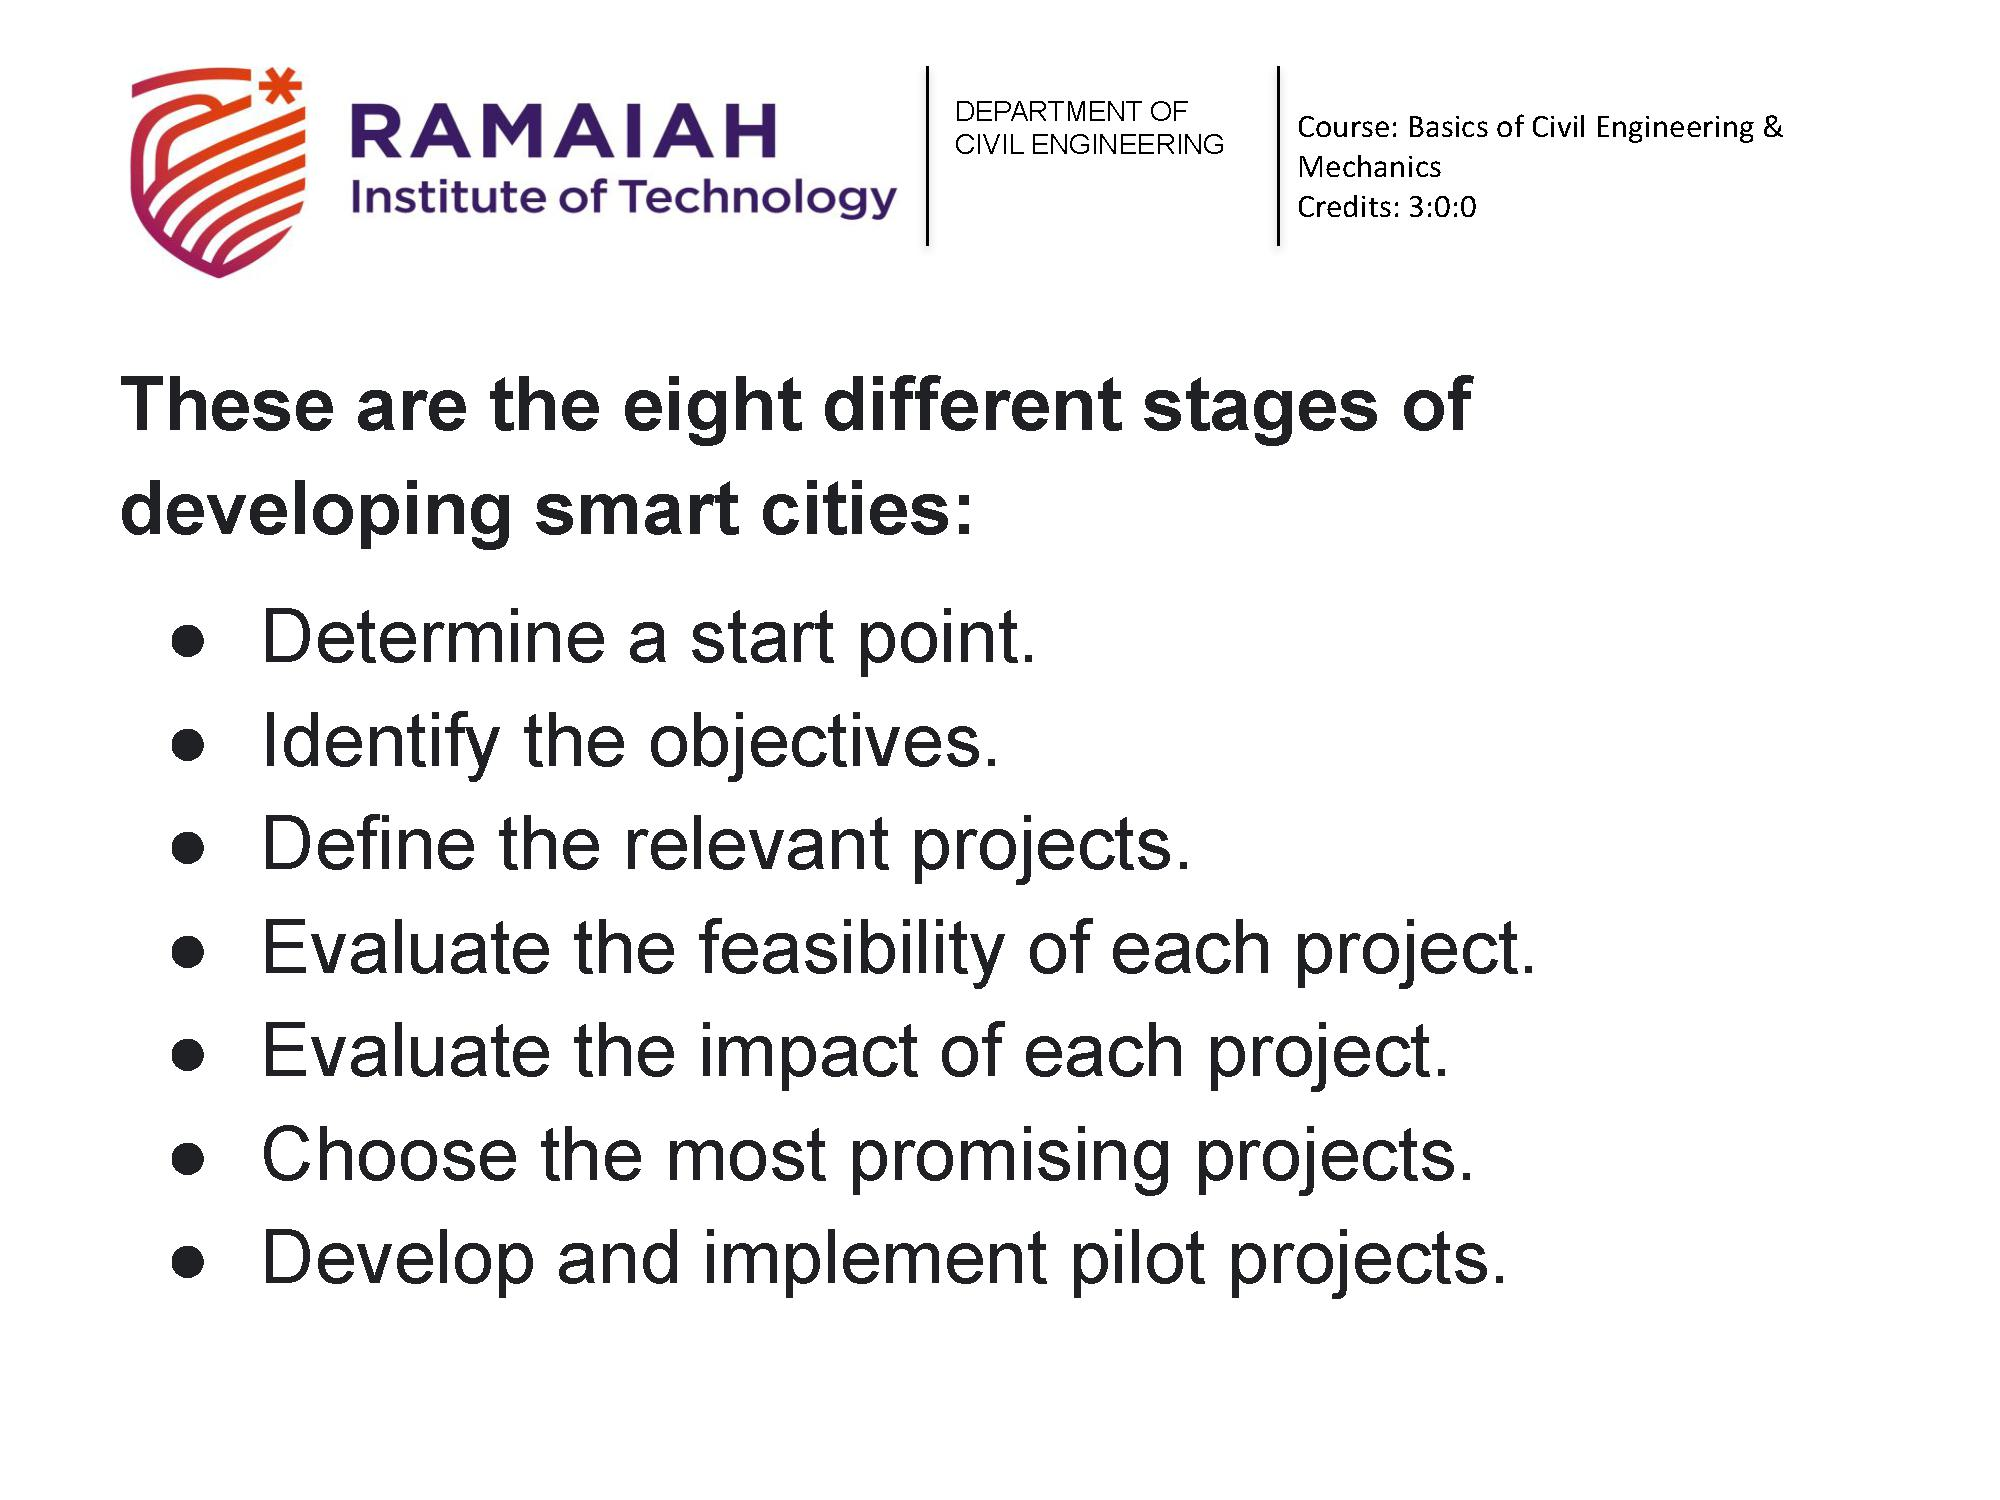 RAMAIAH
Institute of Technology
DEPARTMENT OF
CIVIL ENGINEERING
Course: Basics of Civil Engineering &
Mechanics
Credits: 3:0:0
These are the eight different stages of
developing smart cities:
● Determine a start point.
● Identify the objectives.
● Define the relevant projects.
● Evaluate the feasibility of each project.
● Evaluate the impact of each project.
● Choose the most promising projects.
● Develop and implement pilot projects.